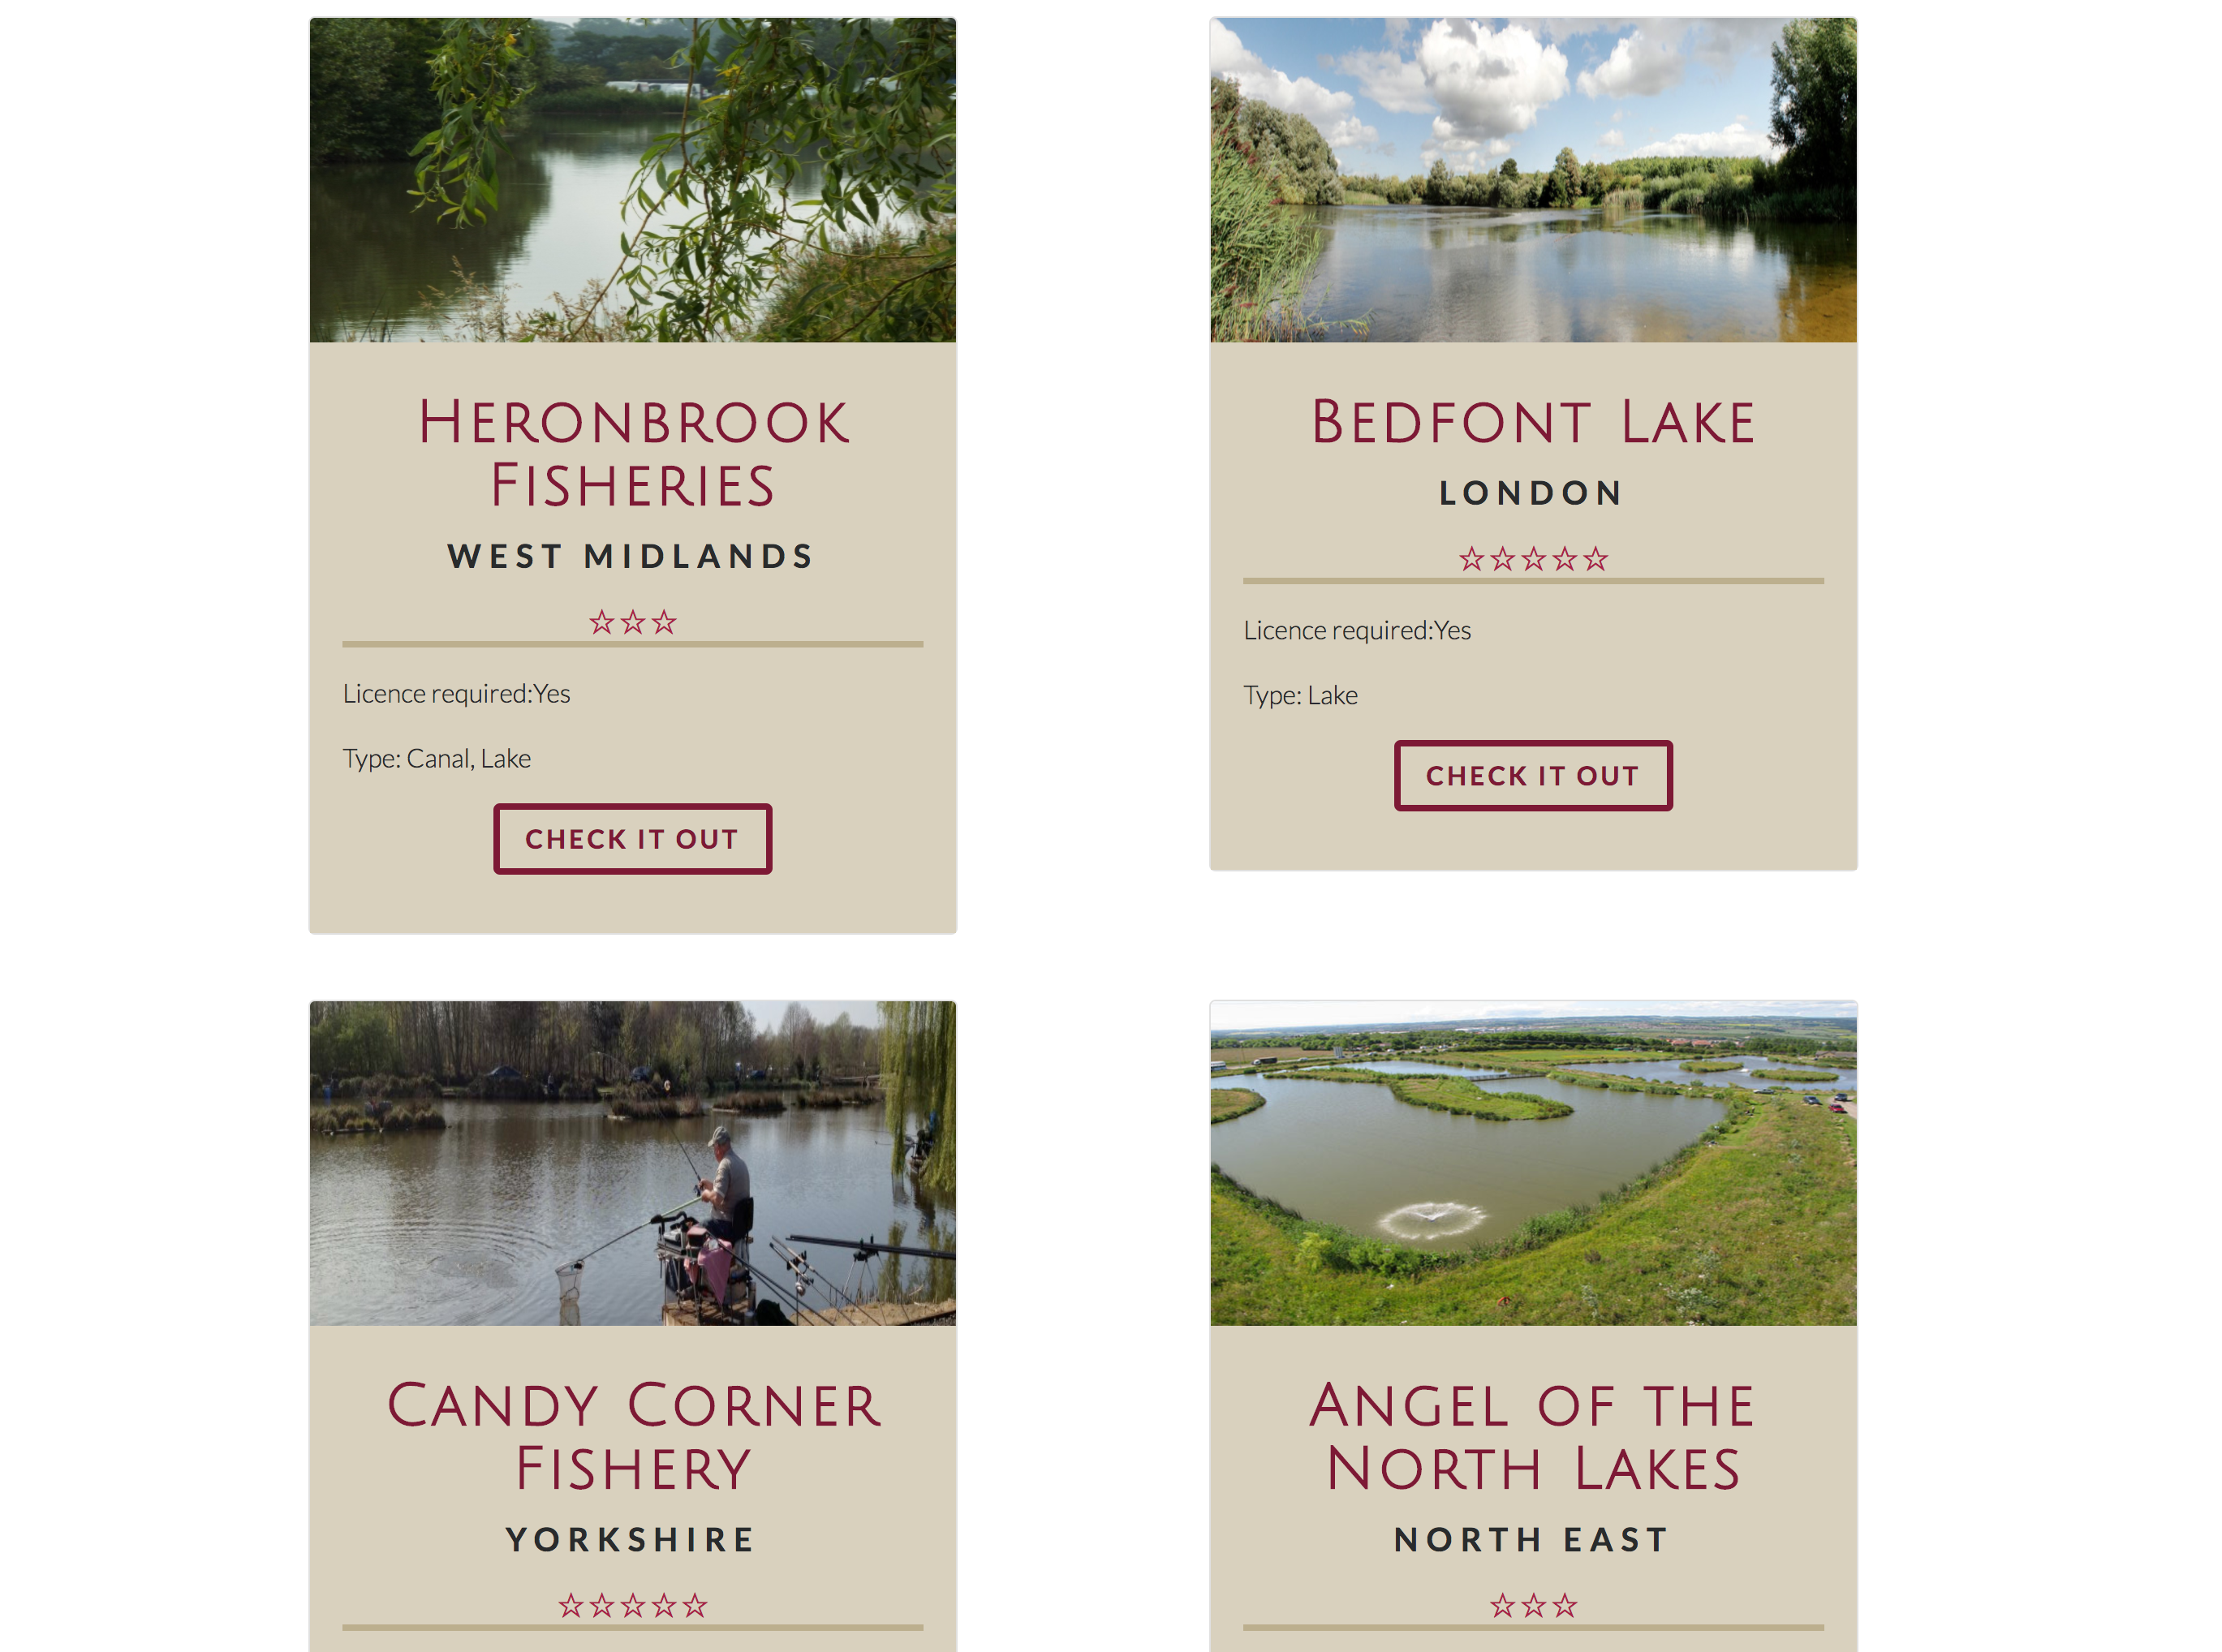 HERONBROOK
FISHERIES
WEST MIDLANDS
☆☆☆
Licence required:Yes
Type: Canal, Lake
CHECK IT OUT
BEDFONT LAKE
LONDON
☆☆☆☆☆
Licence required:Yes
Type: Lake
CHECK IT OUT
CANDY CORNER
FISHERY
YORKSHIRE
☆☆☆☆☆
ANGEL OF THE
NORTH LAKES
NORTH EAST
☆☆☆